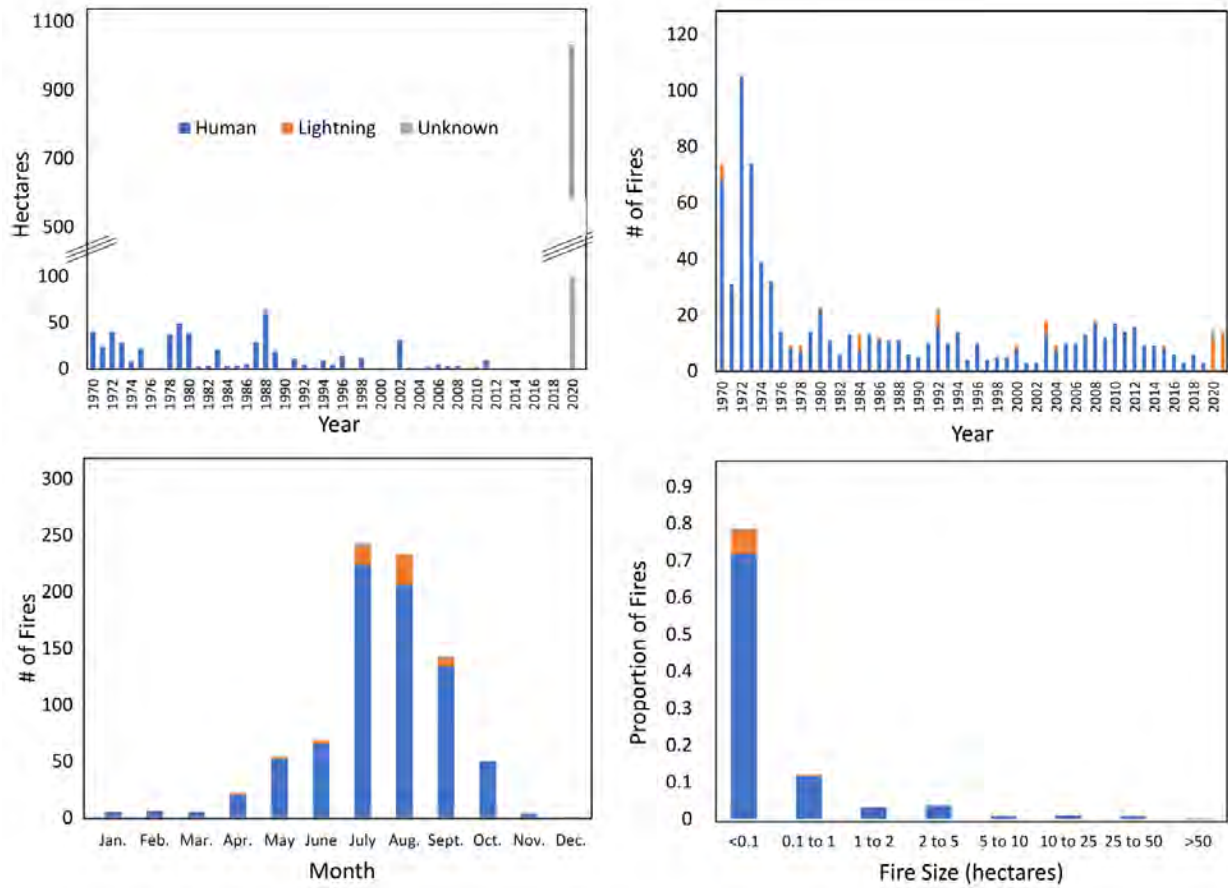 1100
900
700
500
100
50
0
Hectares
Human Lightning Unknown
1970 1972 1974 1976 1978 1980 1982 1984 1986 1988 1990 1992 1994 1996 1998 2000 2002 2004 2006 2008 2010 2012 2014 2016 2018 2020
Year
120
100
80
60
40
20
0
# of Fires
1970 1972 1974 1976 1978 1980 1982 1984 1986 1988 1990 1992 1994 1996 1998 2000 2002 2004 2006 2008 2010 2012 2014 2016 2018 2020
Year
300
250
200
150
100
50
0
# of Fires
Jan. Feb. Mar. Apr. May June July Aug. Sept. Oct. Nov. Dec.
Month
0.9
0.8
0.7
0.6
0.5
0.4
0.3
0.2
0.1
0
Proportion of Fires
<0.1 0.1 to 1 1 to 2 2 to 5 5 to 10 10 to 25 25 to 50 >50
Fire Size (hectares)